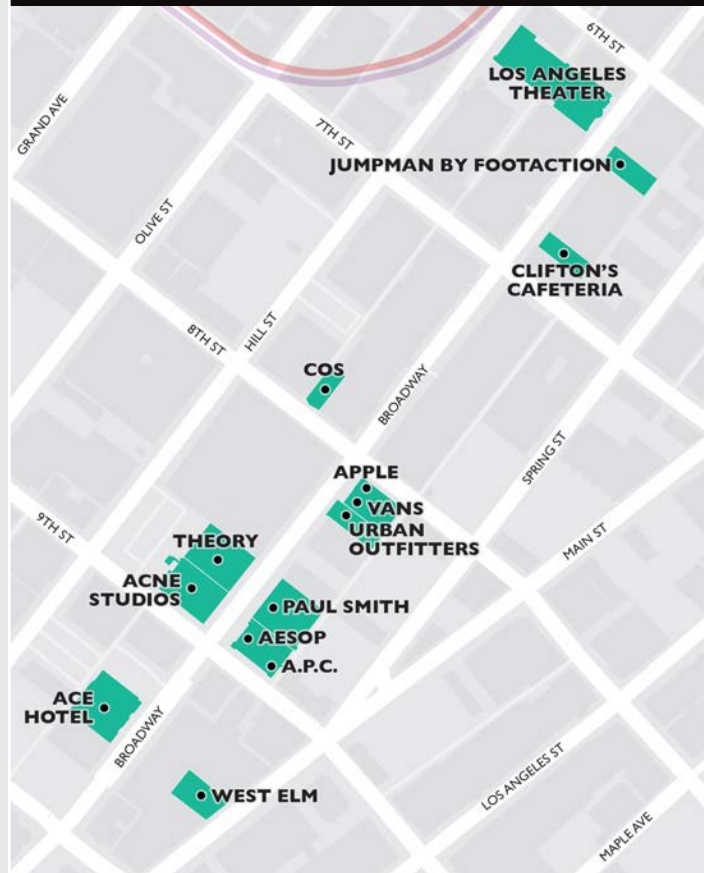 6TH ST
LOS ANGELES
THEATER
GRAND AVE
7TH ST
JUMPMAN BY FOOTACTION
OLIVE ST
CLIFTON'S
CAFETERIA
8TH ST
HILL ST
COS
BROADWAY
SPRING ST
APPLE
VANS
URBAN
OUTFITTERS
9TH ST
MAIN ST
THEORY
ACNE
STUDIOS
PAUL SMITH
AESOP
A.P.C.
ACE
HOTEL
BROADWAY
WEST ELM
LOS ANGELES ST
MAPLE AVE